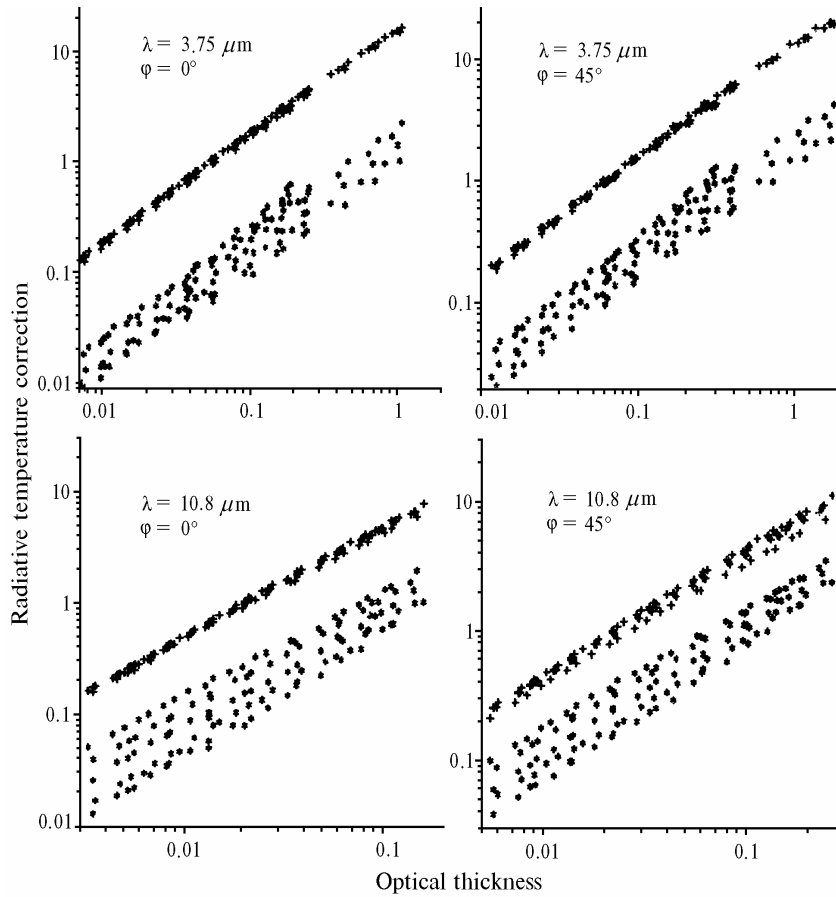 λ = 3.75 μm
φ = 0°
10
1
0.1
0.01
0.01 0.1 1
λ = 3.75 μm
φ = 45°
10
1
0.1
0.01 0.1 1
Radiative temperature correction
λ = 10.8 μm
φ = 0°
10
1
0.1
0.01
0.01 0.1
λ = 10.8 μm
φ = 45°
10
1
0.1
0.01 0.1
Optical thickness